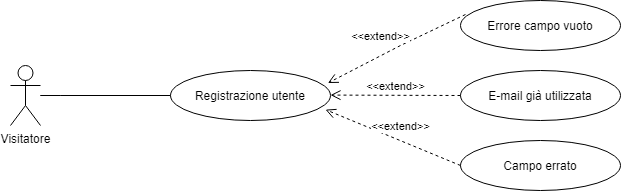 Errore campo vuoto
<<extend>>
Registrazione utente
<<extend>>
E-mail già utilizzata
<<extend>>
Visitatore
Campo errato